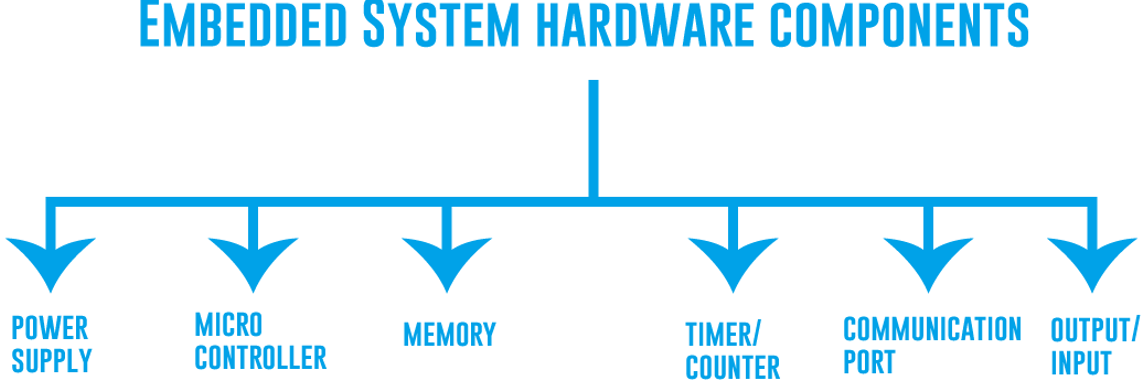 EMBEDDED SYSTEM HARDWARE COMPONENTS
POWER
SUPPLY
MICRO
CONTROLLER
MEMORY
TIMER/
COUNTER
COMMUNICATION
PORT
OUTPUT/
INPUT